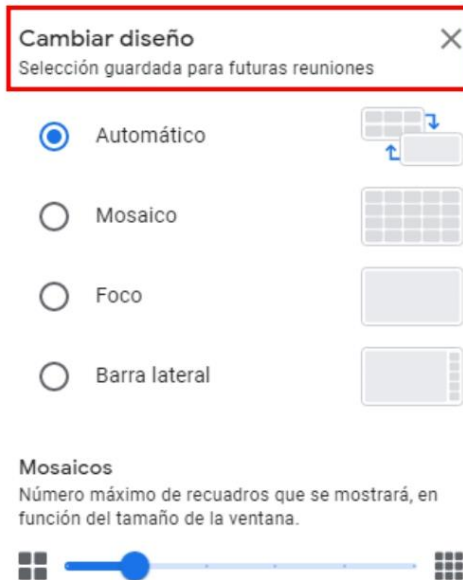 Cambiar diseño
Selección guardada para futuras reuniones
Automático
Mosaico
Foco
Barra lateral
Mosaicos
Número máximo de recuadros que se mostrará, en
función del tamaño de la ventana.